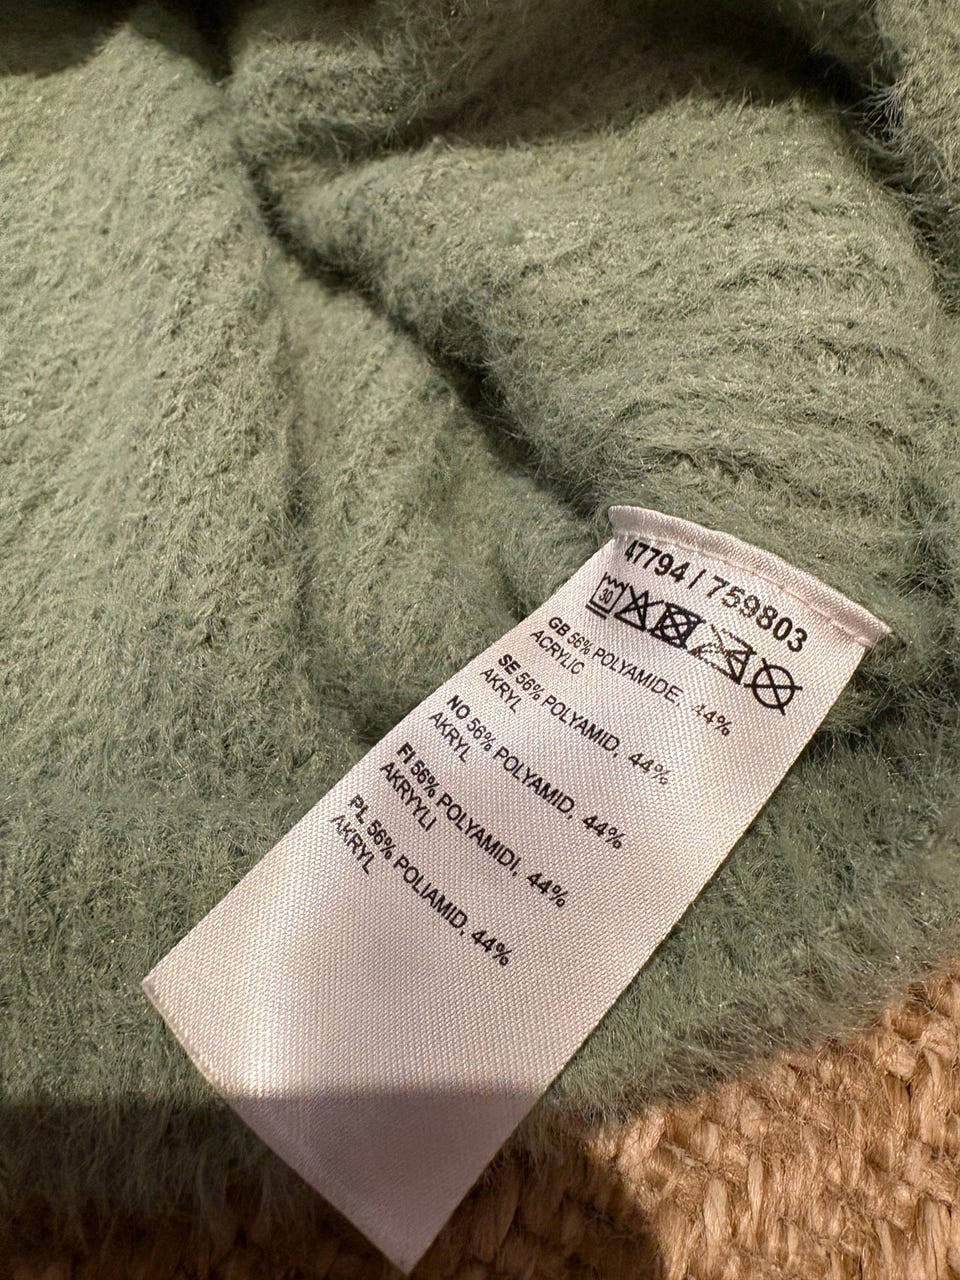 47794 / 759803
30
GB 56% POLYAMIDE, 44%
ACRYLIC
SE 56% POLYAMID, 44%
AKRYL
NO 56% POLYAMID, 44%
AKRYL
FI 56% POLYAMIDI, 44%
AKRYYLI
PL 56% POLIAMID, 44%
AKRYL